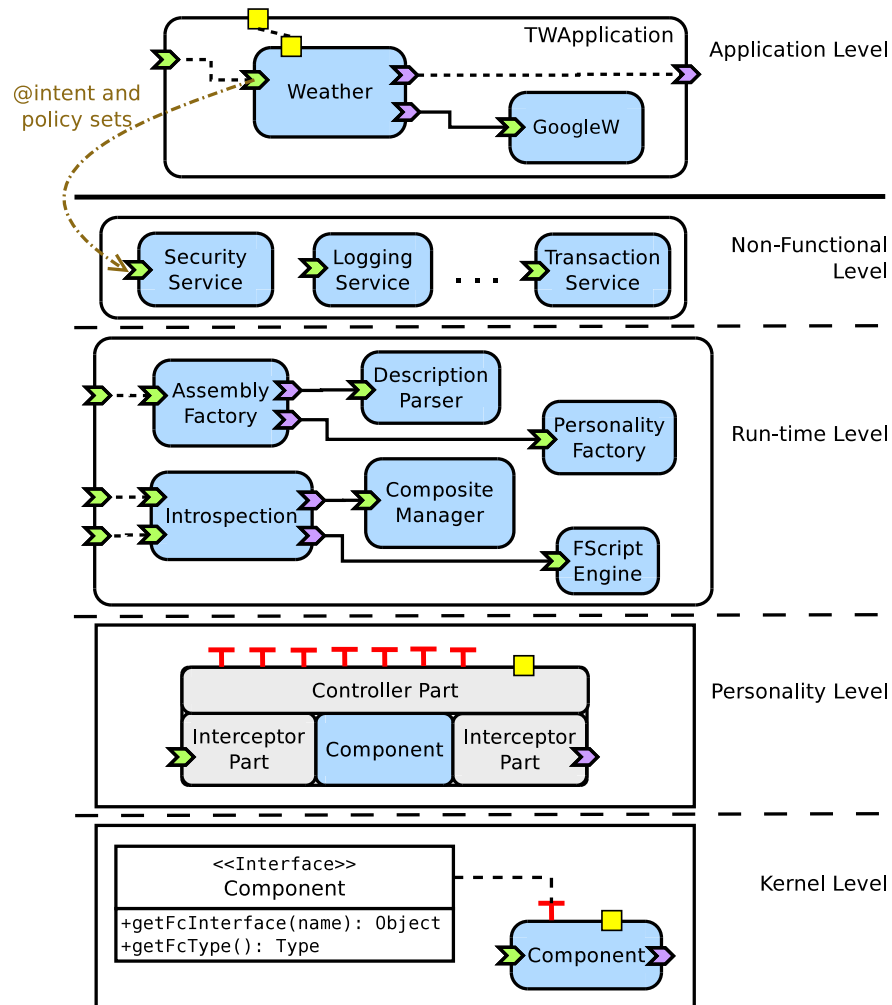 TWApplication
Application Level
Weather
GoogleW
@intent and
policy sets
Non-Functional
Level
Security
Service
Logging
Service
. . .
Transaction
Service
Run-time Level
Assembly
Factory
Description
Parser
Personality
Factory
Introspection
Composite
Manager
FScript
Engine
Personality Level
Controller Part
Interceptor
Part
Component
Interceptor
Part
Kernel Level
<<Interface>>
Component
+getFcInterface(name): Object
+getFcType(): Type
Component